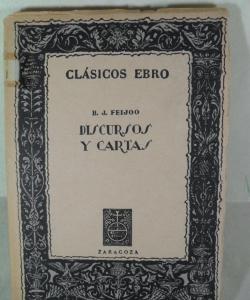 CLÁSICOS EBRO
B. J. FEIJOO
DISCURSOS
Y CARTAS
ZARAGOZA